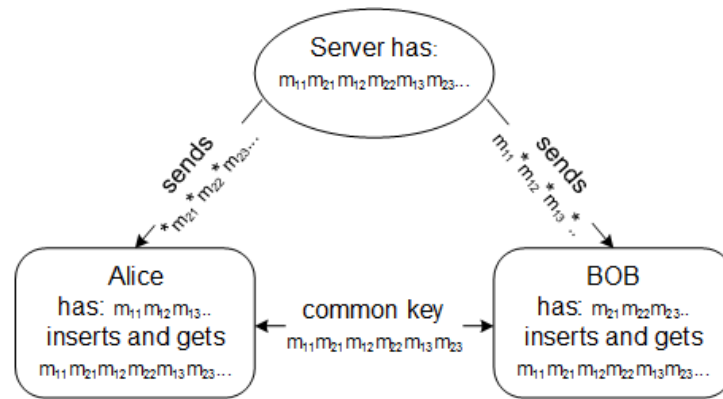 Server has:
m₁₁m₂₁m₁₂m₂₂m₁₃m₂₃...
sends
*m₂₁*m₂₂*m₂₃...
sends
m₁₁*m₁₂*m₁₃*..
Alice
has: m₁₁m₁₂m₁₃..
inserts and gets
m₁₁m₂₁m₁₂m₂₂m₁₃m₂₃...
common key
m₁₁m₂₁m₁₂m₂₂m₁₃m₂₃
BOB
has: m₂₁m₂₂m₂₃..
inserts and gets
m₁₁m₂₁m₁₂m₂₂m₁₃m₂₃...